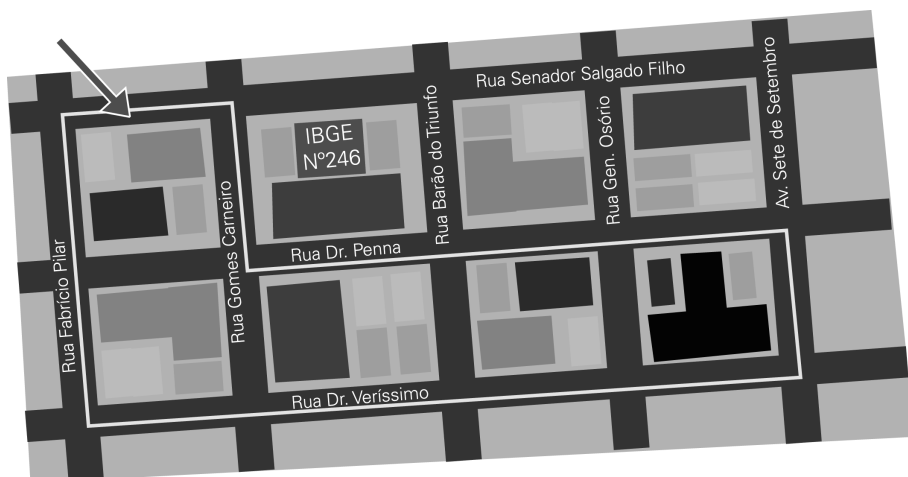 Rua Senador Salgado Filho
IBGE
Nº246
Rua Barão do Triunfo
Rua Gen. Osório
Av. Sete de Setembro
Rua Fabrício Pilar
Rua Gomes Carneiro
Rua Dr. Penna
Rua Dr. Veríssimo